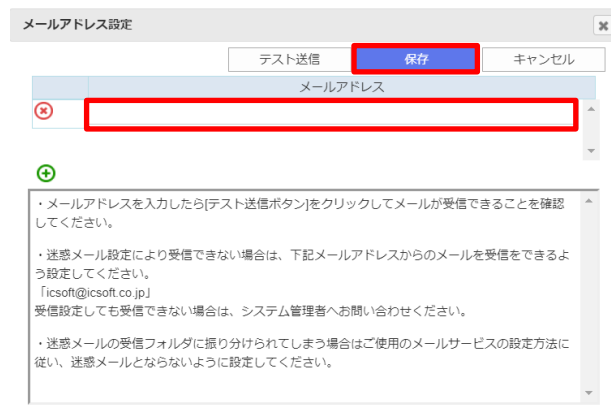 メールアドレス設定
テスト送信 保存 キャンセル
メールアドレス
・メールアドレスを入力したら[テスト送信ボタン]をクリックしてメールが受信できることを確認
してください。
・迷惑メール設定により受信できない場合は、下記メールアドレスからのメールを受信をできるよ
う設定してください。
「icsoft@icsoft.co.jp」
受信設定しても受信できない場合は、システム管理者へお問い合わせください。
・迷惑メールの受信フォルダに振り分けられてしまう場合はご使用のメールサービスの設定方法に
従い、迷惑メールとならないように設定してください。